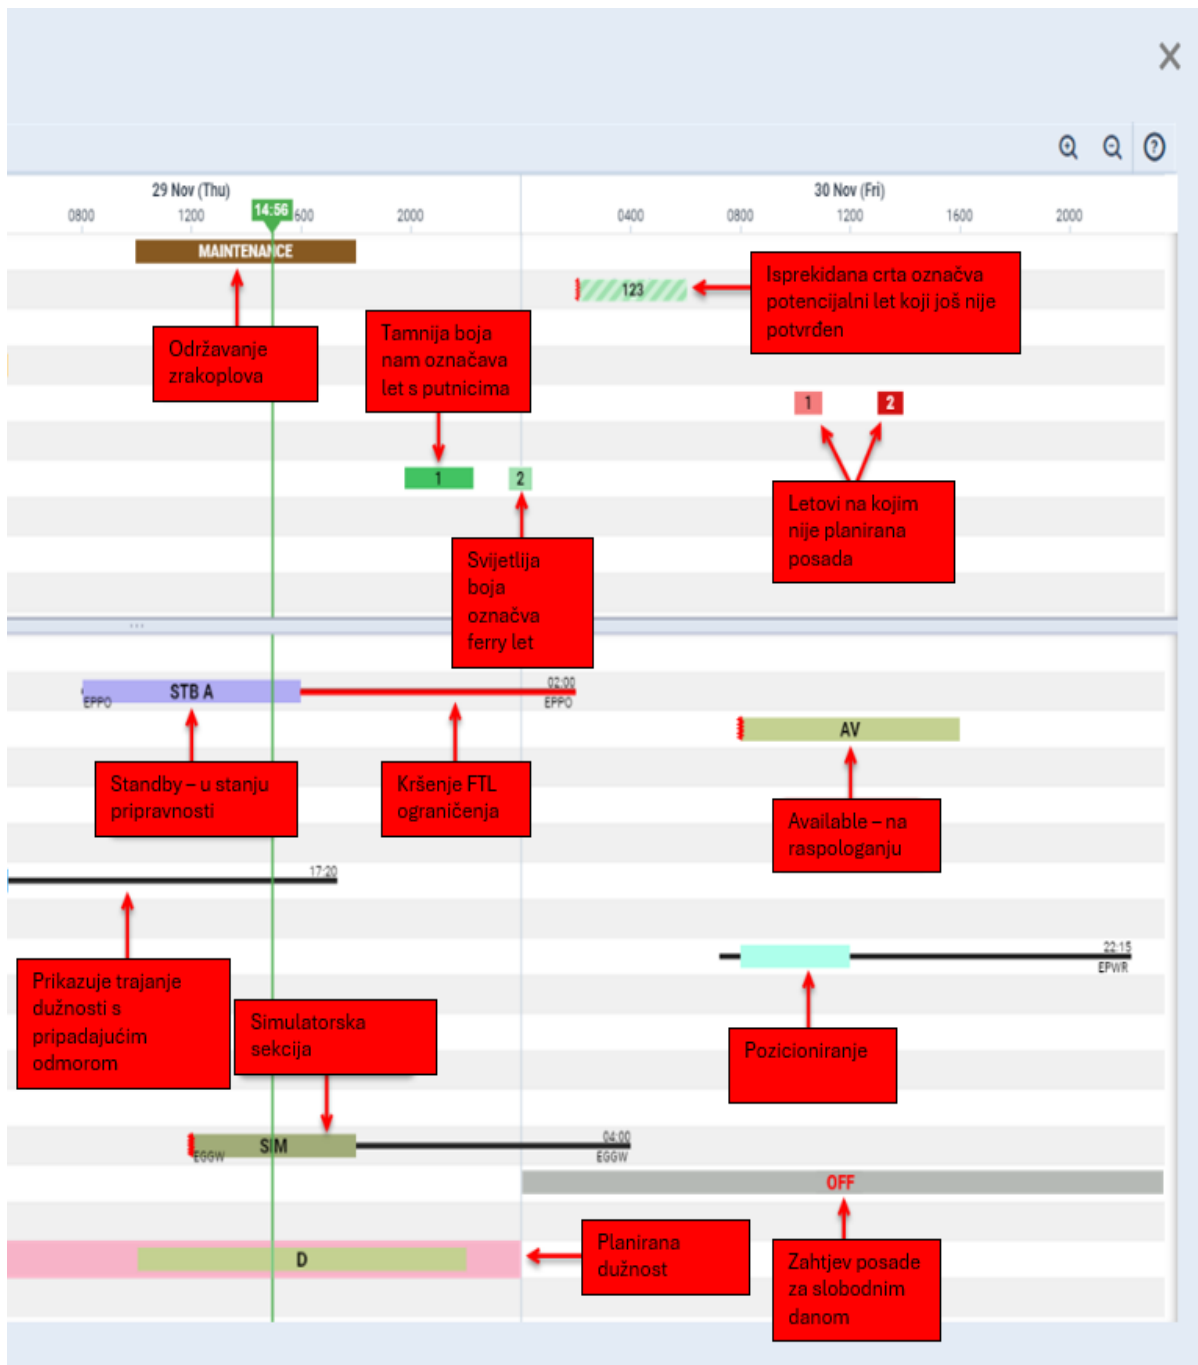 29 Nov (Thu)
30 Nov (Fri)
0800
1200
14:56
600
2000
0400
0800
1200
1600
2000
MAINTENANCE
123
Isprekidana crta označva
potencijalni let koji još nije
potvrđen
Održavanje
zrakoplova
Tamnija boja
nam označava
let s putnicima
1
2
1
2
Letovi na kojim
nije planirana
posada
Svijetlija
boja
označva
ferry let
STB A
EPPO
02:00
EPPO
AV
Standby – u stanju
pripravnosti
Kršenje FTL
ograničenja
Available – na
raspologanju
17:20
22:15
EPWR
Prikazuje trajanje
dužnosti s
pripadajućim
odmorom
Simulatorska
sekcija
Pozicioniranje
SIM
EGGW
04:00
EGGW
OFF
D
Planirana
dužnost
Zahtjev posade
za slobodnim
danom